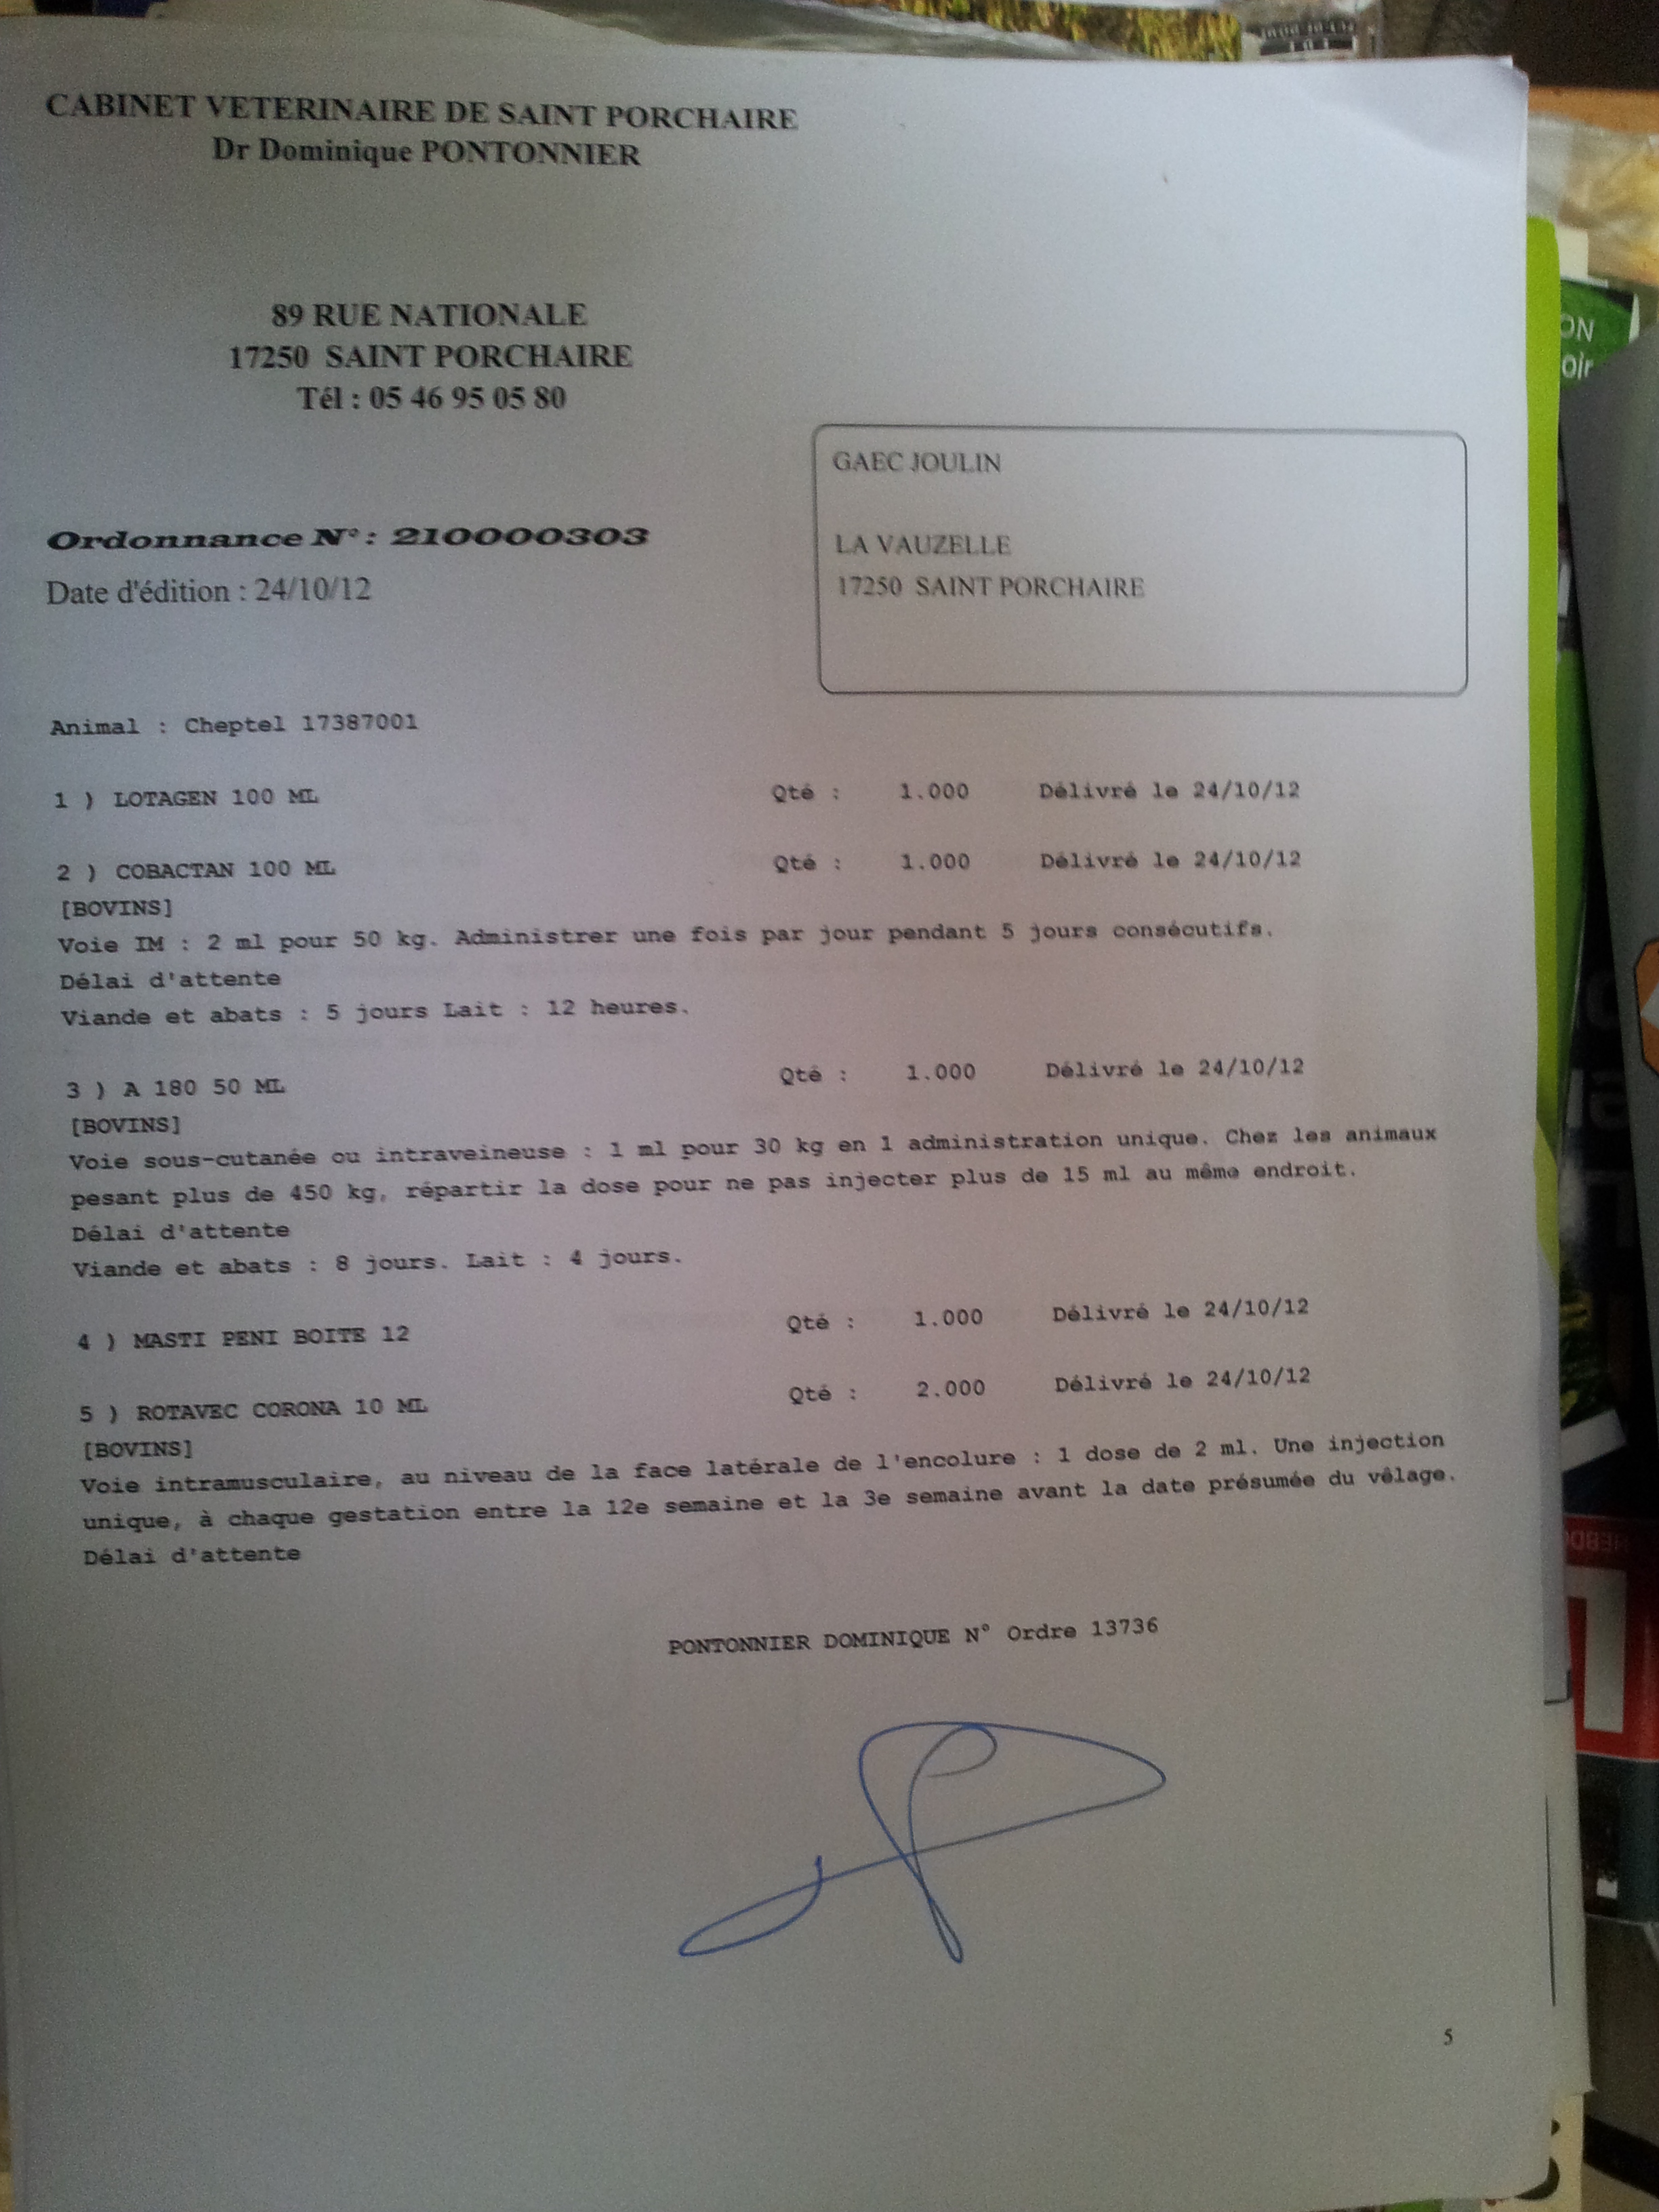 CABINET VETERINAIRE DE SAINT PORCHAIRE
Dr Dominique PONTONNIER
89 RUE NATIONALE
17250 SAINT PORCHAIRE
Tél : 05 46 95 05 80
GAEC JOULIN
LA VAUZELLE
17250 SAINT PORCHAIRE
Ordonnance N° : 210000303
Date d'édition : 24/10/12
Animal : Cheptel 17387001
1 ) LOTAGEN 100 ML Qté : 1.000 Délivré le 24/10/12
2 ) COBACTAN 100 ML Qté : 1.000 Délivré le 24/10/12
[BOVINS]
Voie IM : 2 ml pour 50 kg. Administrer une fois par jour pendant 5 jours consécutifs.
Délai d'attente
Viande et abats : 5 jours Lait : 12 heures.
3 ) A 180 50 ML Qté : 1.000 Délivré le 24/10/12
[BOVINS]
Voie sous-cutanée ou intraveineuse : 1 ml pour 30 kg en 1 administration unique. Chez les animaux
pesant plus de 450 kg, répartir la dose pour ne pas injecter plus de 15 ml au même endroit.
Délai d'attente
Viande et abats : 8 jours. Lait : 4 jours.
4 ) MASTI PENI BOITE 12 Qté : 1.000 Délivré le 24/10/12
5 ) ROTAVEC CORONA 10 ML Qté : 2.000 Délivré le 24/10/12
[BOVINS]
Voie intramusculaire, au niveau de la face latérale de l'encolure : 1 dose de 2 ml. Une injection
unique, à chaque gestation entre la 12e semaine et la 3e semaine avant la date présumée du vêlage.
Délai d'attente
PONTONNIER DOMINIQUE N° Ordre 13736
5